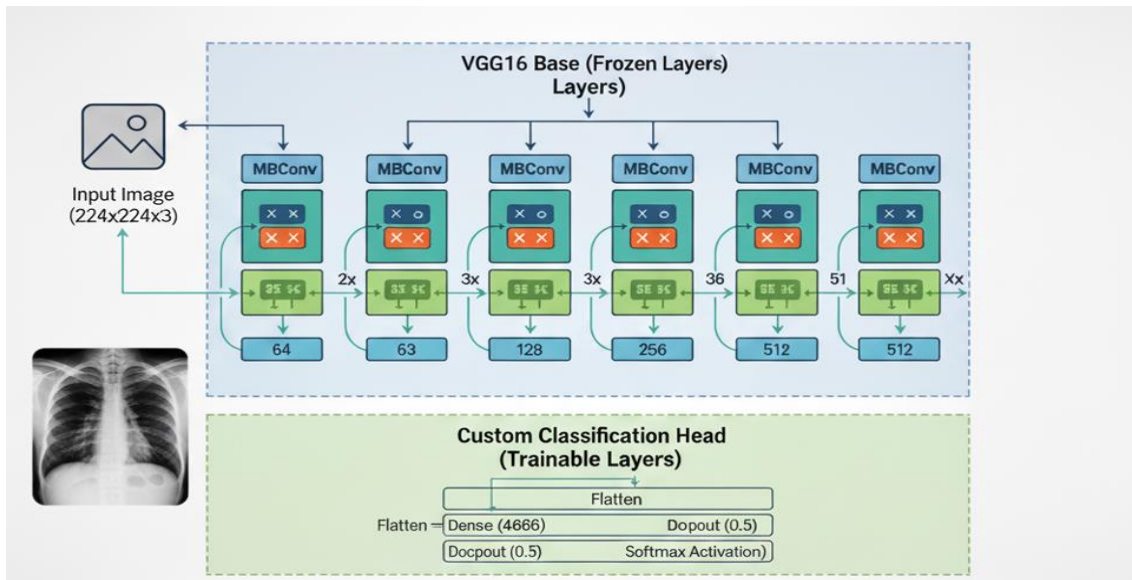 VGG16 Base (Frozen Layers)
Layers)
Input Image
(224x224x3)
MBConv MBConv MBConv MBConv MBConv MBConv
2x 3x 3x 36 51 Xx
64 63 128 256 512 512
Custom Classification Head
(Trainable Layers)
Flatten
Flatten Dense (4666) Dopout (0.5)
Docpout (0.5) Softmax Activation)